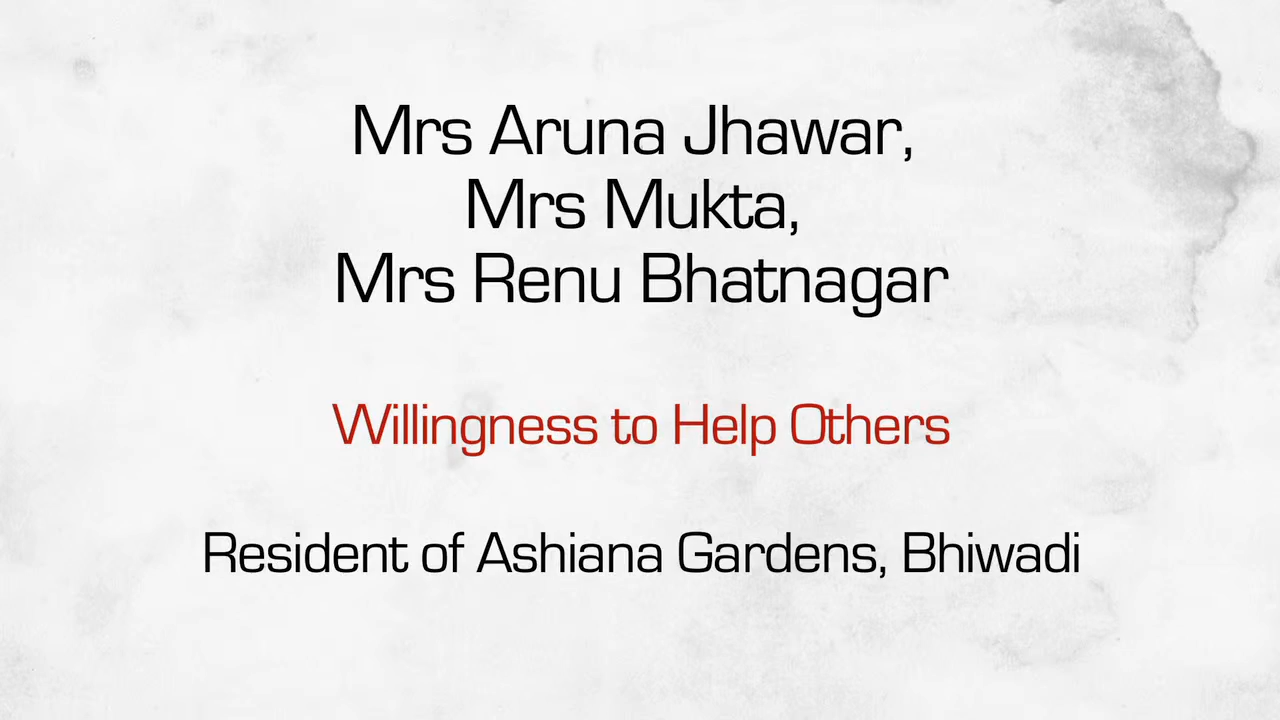 Mrs Aruna Jhawar,
Mrs Mukta,
Mrs Renu Bhatnagar
Willingness to Help Others
Resident of Ashiana Gardens, Bhiwadi